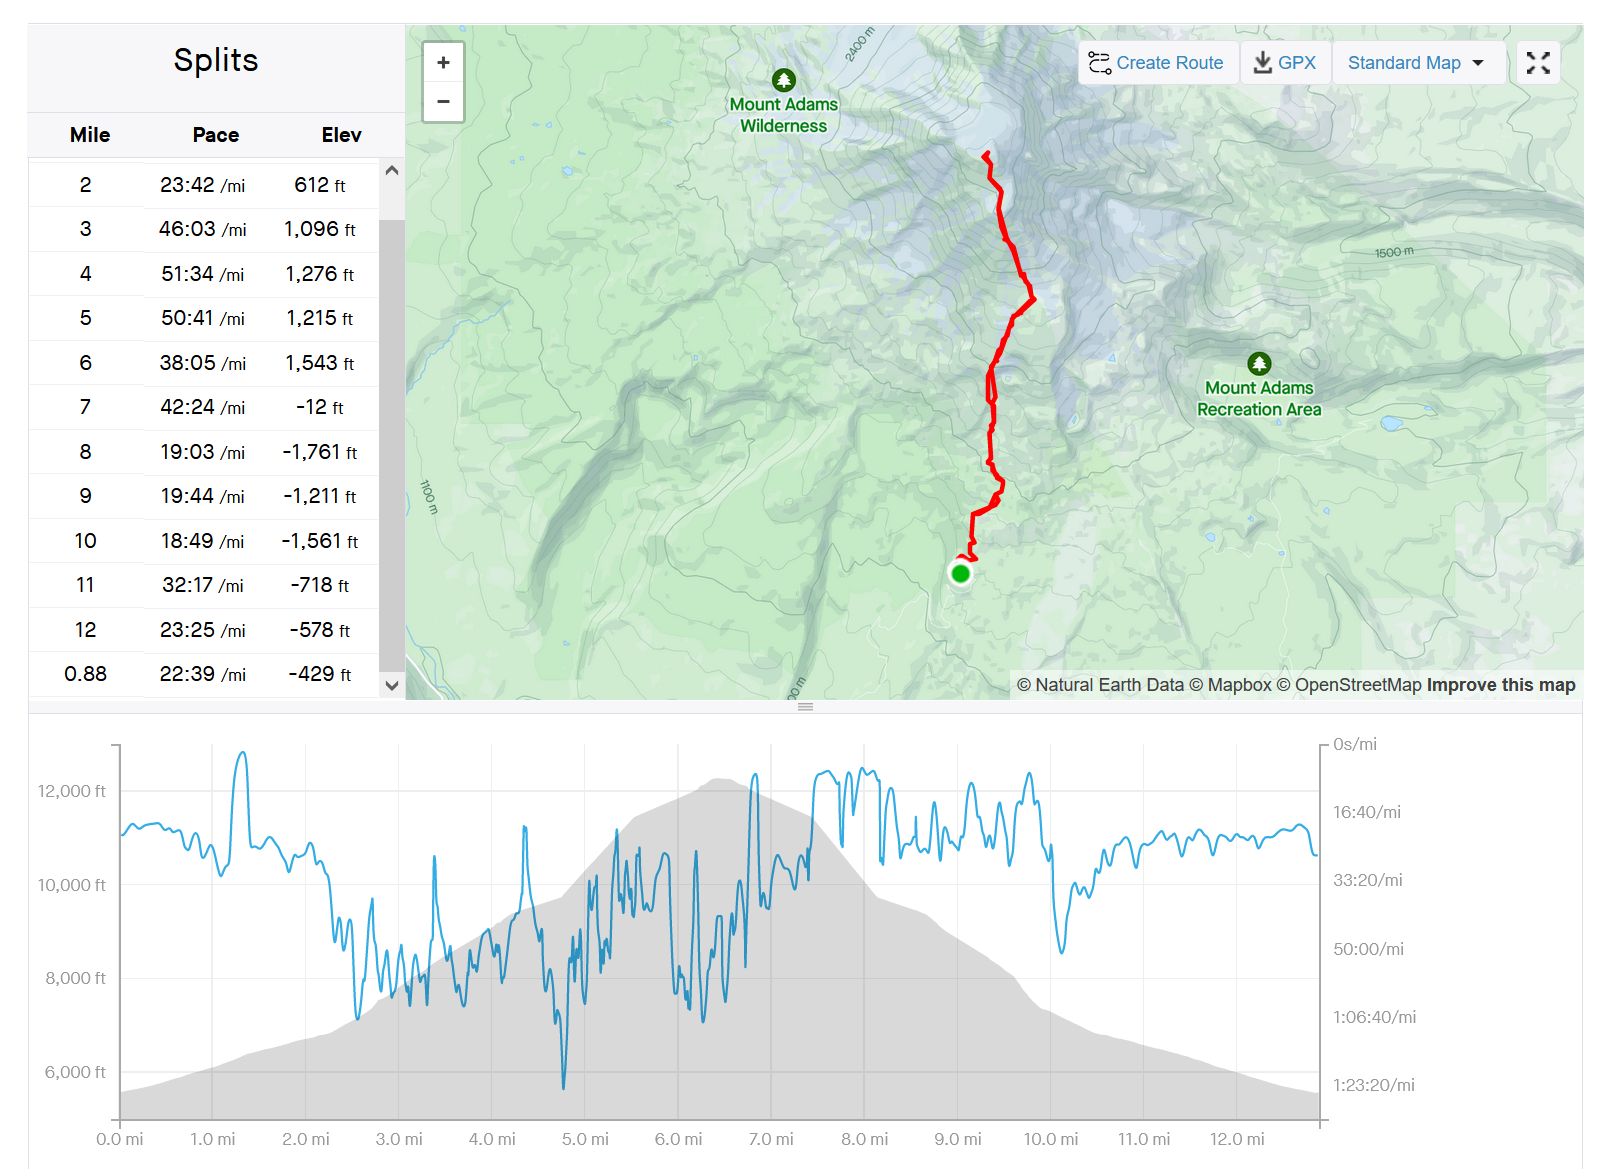 Splits
Mile Pace Elev
2 23:42 /mi 612 ft
3 46:03 /mi 1,096 ft
4 51:34 /mi 1,276 ft
5 50:41 /mi 1,215 ft
6 38:05 /mi 1,543 ft
7 42:24 /mi -12 ft
8 19:03 /mi -1,761 ft
9 19:44 /mi -1,211 ft
10 18:49 /mi -1,561 ft
11 32:17 /mi -718 ft
12 23:25 /mi -578 ft
0.88 22:39 /mi -429 ft
+
−
2400 m
Mount Adams
Wilderness
Create Route
GPX
Standard Map
1500 m
Mount Adams
Recreation Area
1100 m
00 m
© Natural Earth Data © Mapbox © OpenStreetMap Improve this map
12,000 ft
10,000 ft
8,000 ft
6,000 ft
0s/mi
16:40/mi
33:20/mi
50:00/mi
1:06:40/mi
1:23:20/mi
0.0 mi 1.0 mi 2.0 mi 3.0 mi 4.0 mi 5.0 mi 6.0 mi 7.0 mi 8.0 mi 9.0 mi 10.0 mi 11.0 mi 12.0 mi